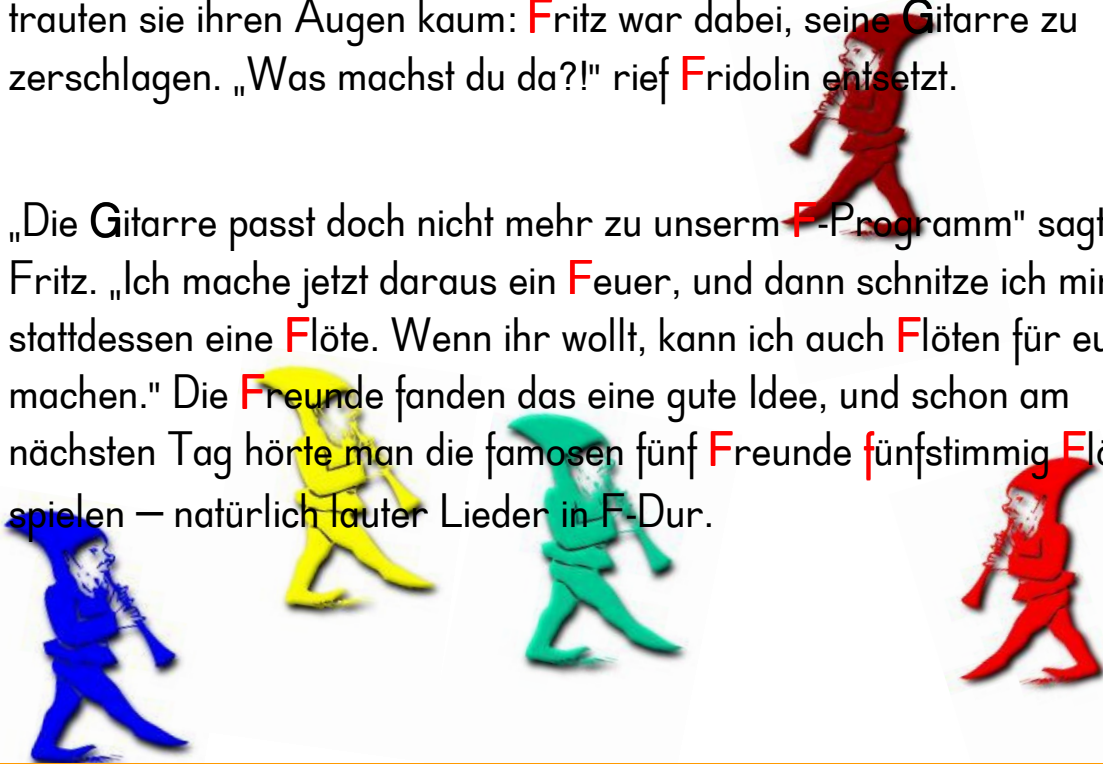 trauten sie ihren Augen kaum: Fritz war dabei, seine Gitarre zu
zerschlagen. „Was machst du da?!" rief Fridolin entsetzt.
„Die Gitarre passt doch nicht mehr zu unserm F-Programm" sagt
Fritz. „Ich mache jetzt daraus ein Feuer, und dann schnitze ich
stattdessen eine Flöte. Wenn ihr wollt, kann ich auch Flöten für
machen." Die Freunde fanden das eine gute Idee, und schon am
nächsten Tag hörte man die famosen fünf Freunde fünfstimmig
spielen – natürlich lauter Lieder in F-Dur.